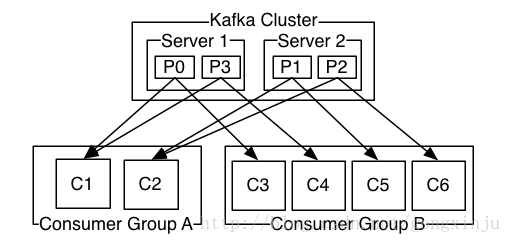 Kafka Cluster
Server 1
Server 2
P0
P3
P1
P2
C1
C2
C3
C4
C5
C6
Consumer Group A
Consumer Group B